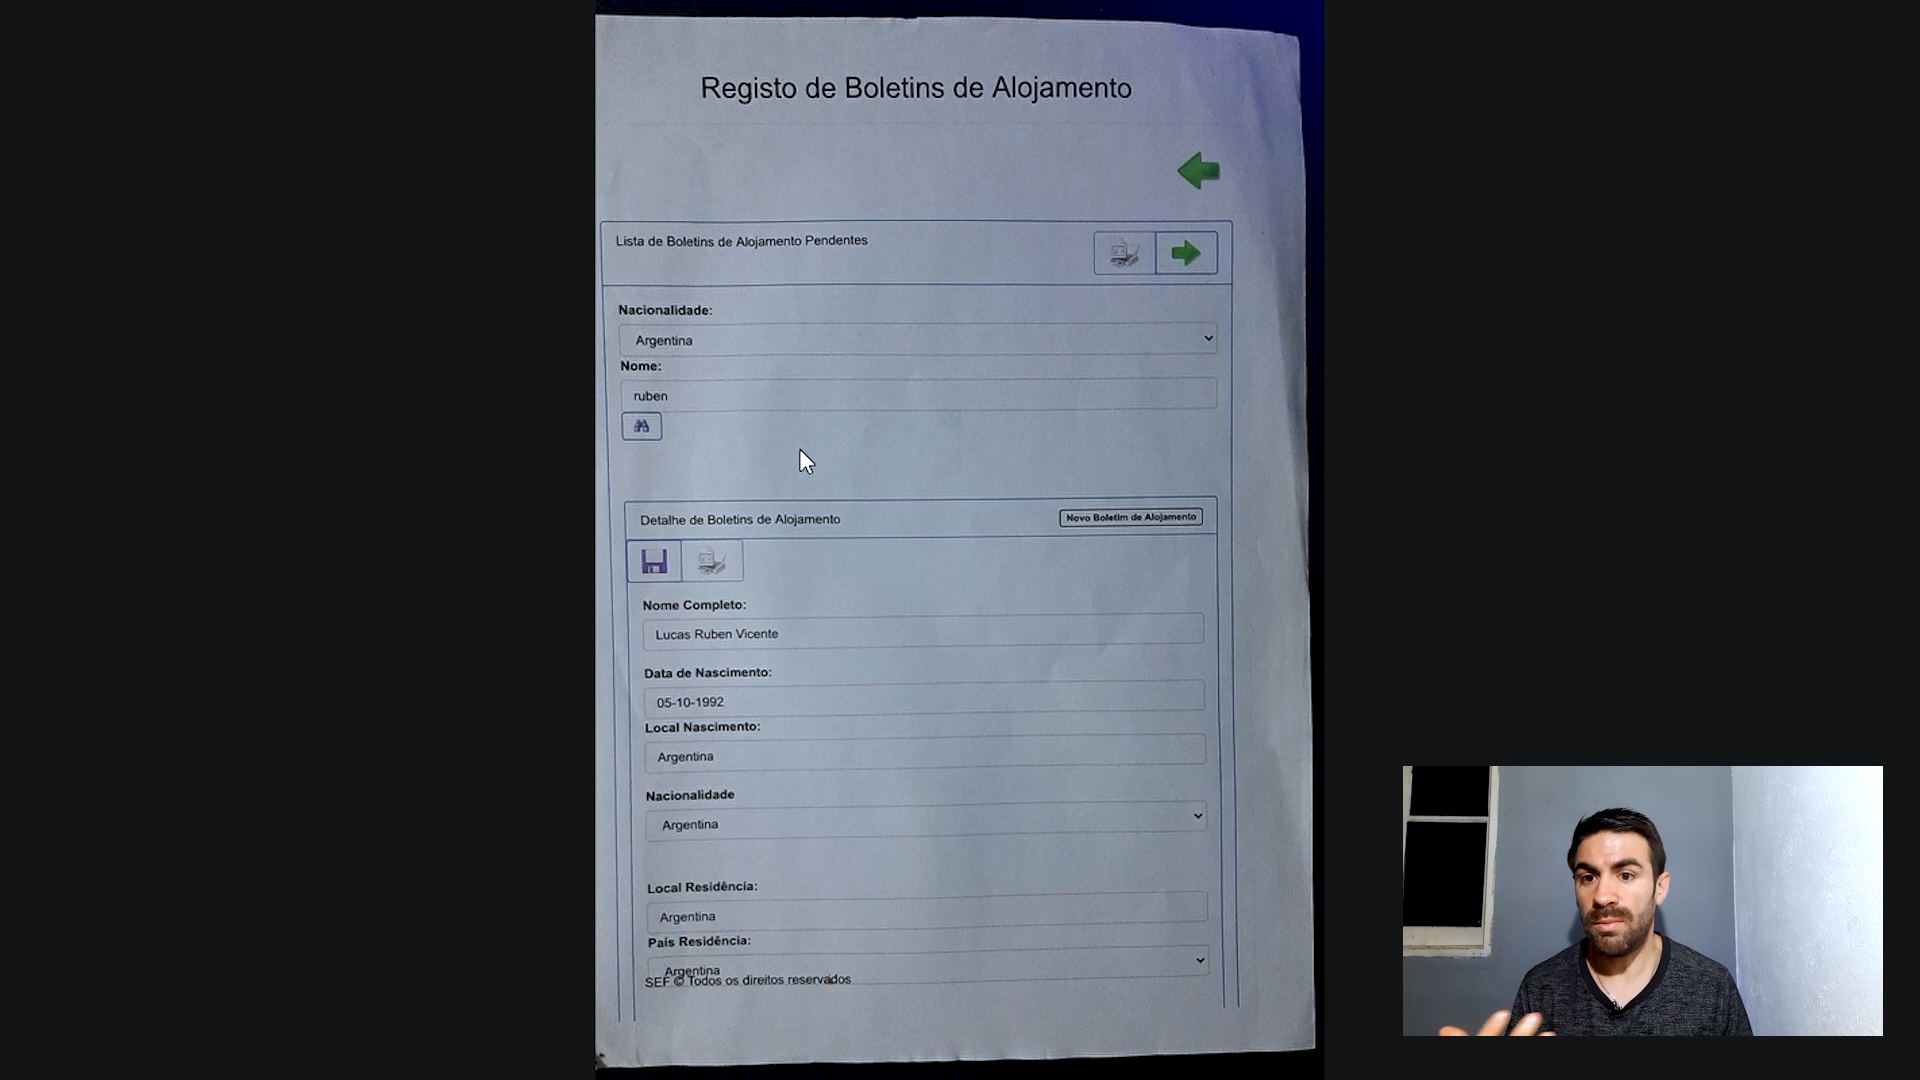 Registo de Boletins de Alojamento
Lista de Boletins de Alojamento Pendentes
Nacionalidade:
Argentina
Nome:
ruben
Detalhe de Boletins de Alojamento
Novo Boletim de Alojamento
Nome Completo:
Lucas Ruben Vicente
Data de Nascimento:
05-10-1992
Local Nascimento:
Argentina
Nacionalidade
Argentina
Local Residência:
Argentina
País Residência:
Argentina
SEF © Todos os direitos reservados